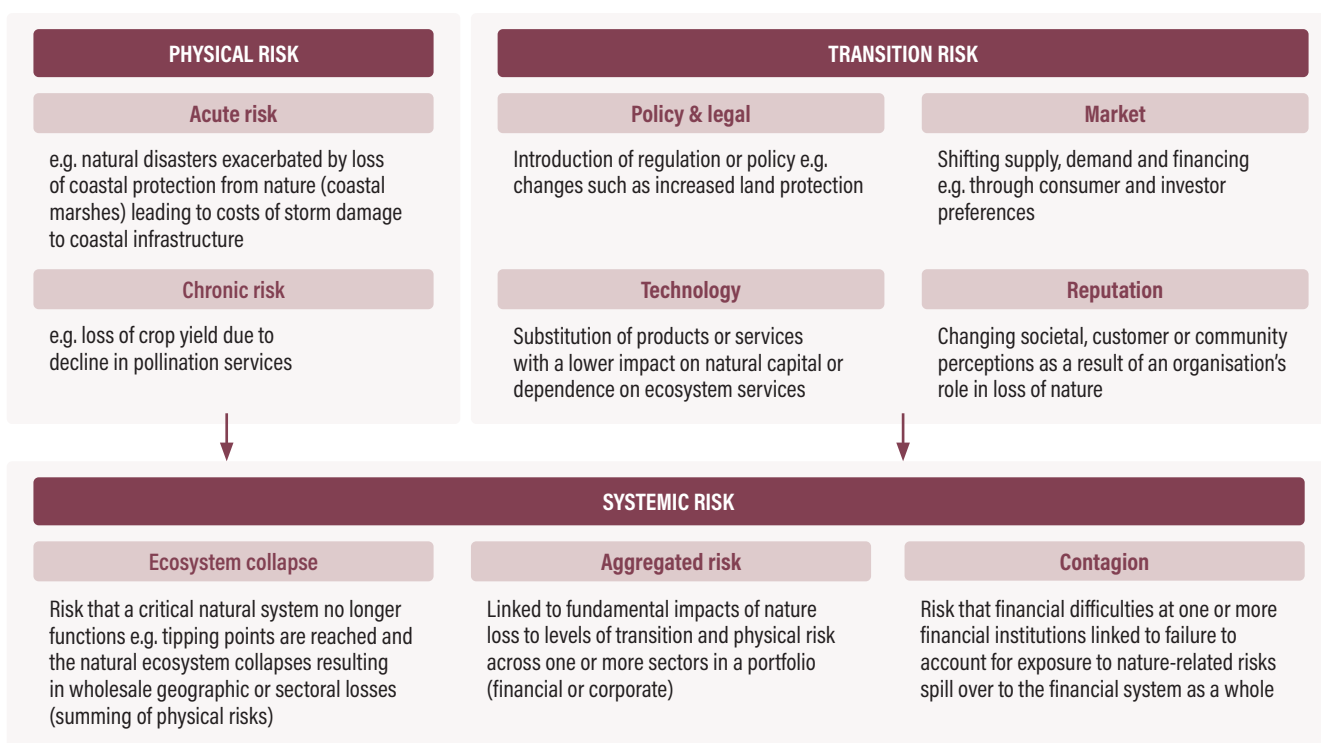 PHYSICAL RISK
Acute risk
e.g. natural disasters exacerbated by loss
of coastal protection from nature (coastal
marshes) leading to costs of storm damage
to coastal infrastructure
Chronic risk
e.g. loss of crop yield due to
decline in pollination services
TRANSITION RISK
Policy & legal
Introduction of regulation or policy e.g.
changes such as increased land protection
Market
Shifting supply, demand and financing
e.g. through consumer and investor
preferences
Technology
Substitution of products or services
with a lower impact on natural capital or
dependence on ecosystem services
Reputation
Changing societal, customer or community
perceptions as a result of an organisation's
role in loss of nature
SYSTEMIC RISK
Ecosystem collapse
Risk that a critical natural system no longer
functions e.g. tipping points are reached and
the natural ecosystem collapses resulting
in wholesale geographic or sectoral losses
(summing of physical risks)
Aggregated risk
Linked to fundamental impacts of nature
loss to levels of transition and physical risk
across one or more sectors in a portfolio
(financial or corporate)
Contagion
Risk that financial difficulties at one or more
financial institutions linked to failure to
account for exposure to nature-related risks
spill over to the financial system as a whole